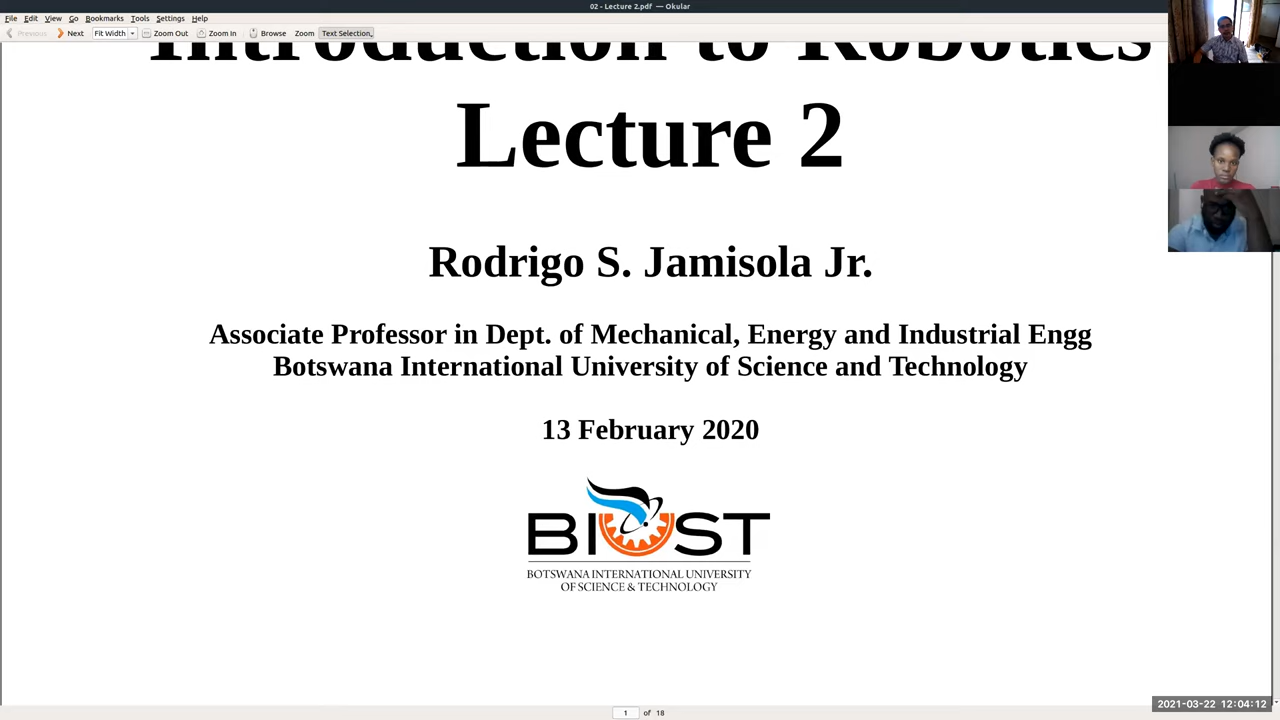 02 - Lecture 2.pdf — Okular
File Edit View Go Bookmarks Tools Settings Help
Previous Next Fit Width Zoom Out Zoom In Browse Zoom Text Selection
Introduction to Robotics
Lecture 2
Rodrigo S. Jamisola Jr.
Associate Professor in Dept. of Mechanical, Energy and Industrial Engg
Botswana International University of Science and Technology
13 February 2020
BIUST
BOTSWANA INTERNATIONAL UNIVERSITY
OF SCIENCE & TECHNOLOGY
2021-03-22 12:04:12
1 of 18